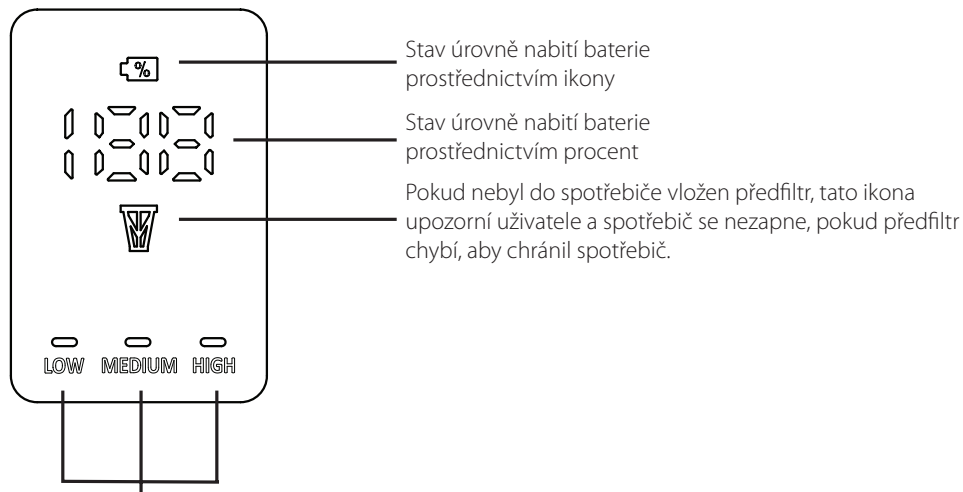 %
Stav úrovně nabití baterie
prostřednictvím ikony
188
Stav úrovně nabití baterie
prostřednictvím procent
Pokud nebyl do spotřebiče vložen předfiltr, tato ikona
upozorní uživatele a spotřebič se nezapne, pokud předfiltr
chybí, aby chránil spotřebič.
LOW MEDIUM HIGH